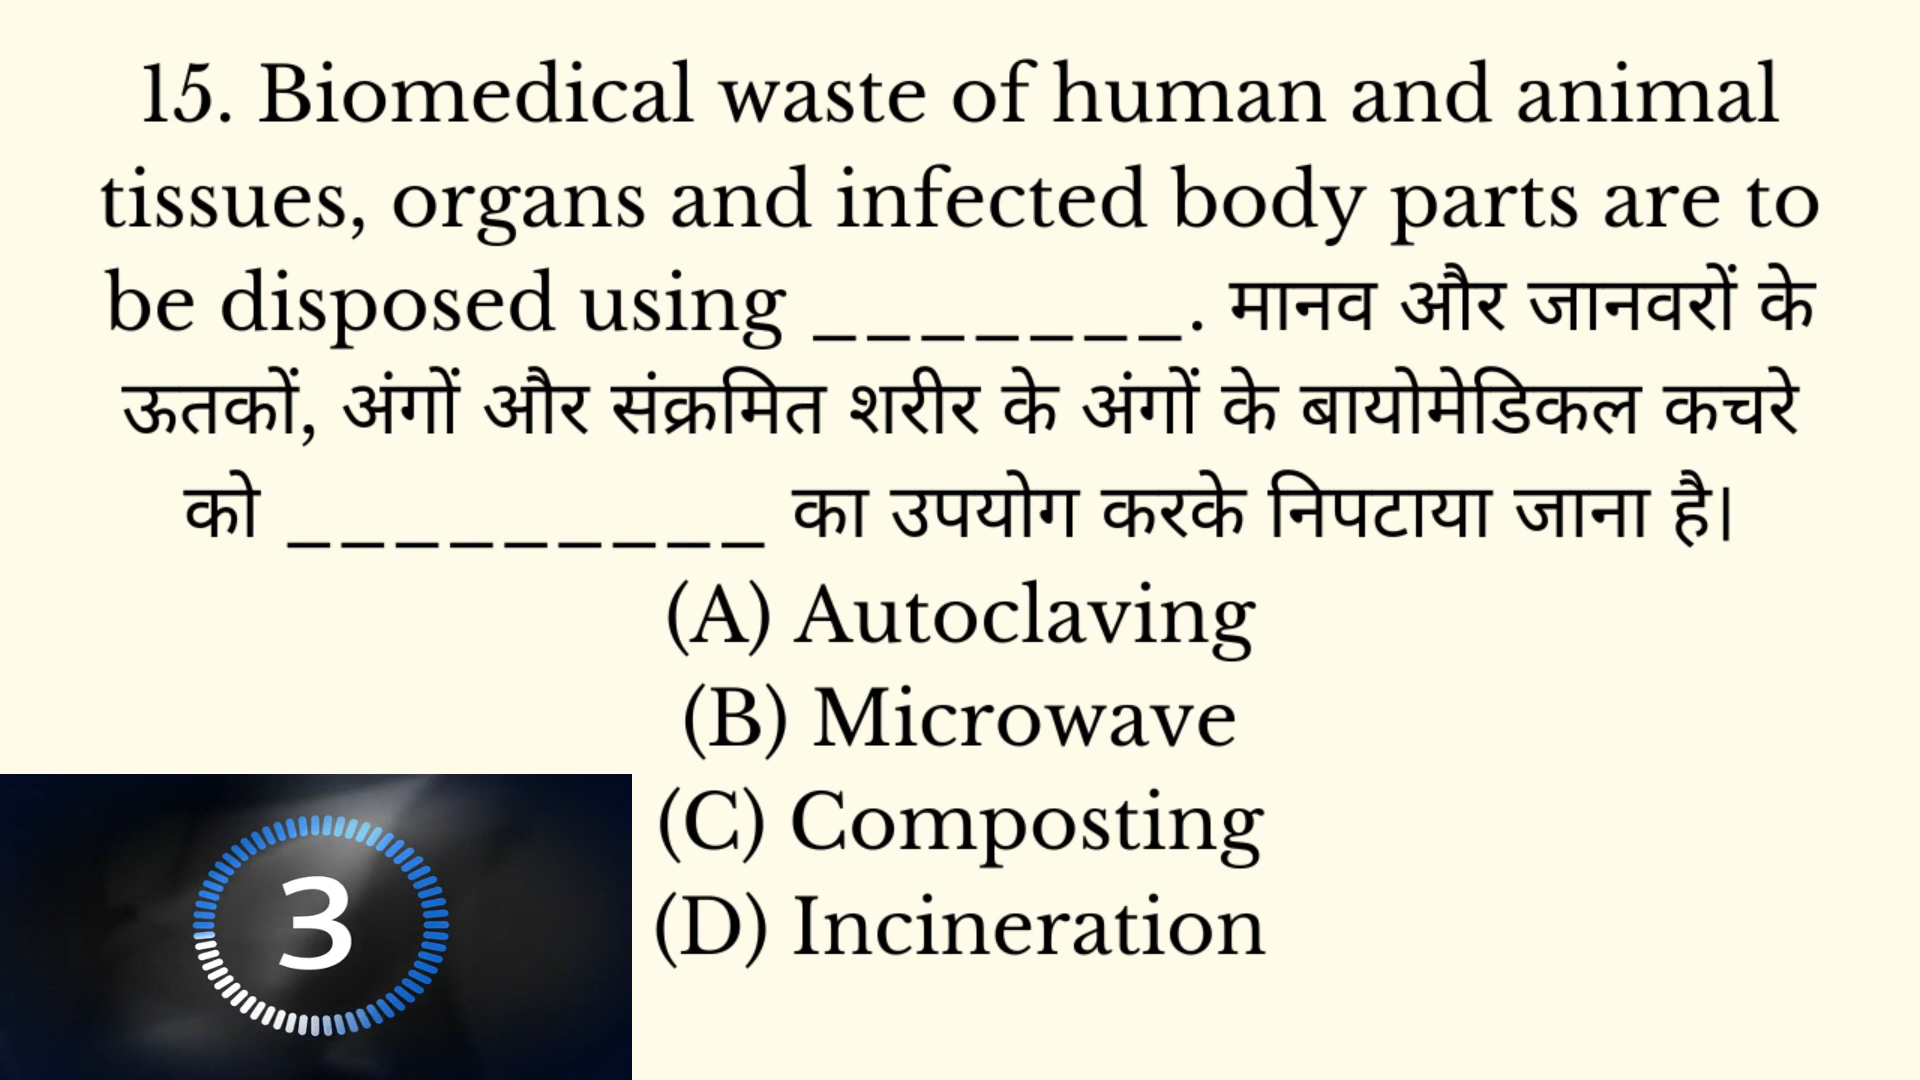 15. Biomedical waste of human and animal
tissues, organs and infected body parts are to
be disposed using _______. मानव और जानवरों के
ऊतकों, अंगों और संक्रमित शरीर के अंगों के बायोमेडिकल कचरे
को _________ का उपयोग करके निपटाया जाना है।
(A) Autoclaving
(B) Microwave
(C) Composting
(D) Incineration
3